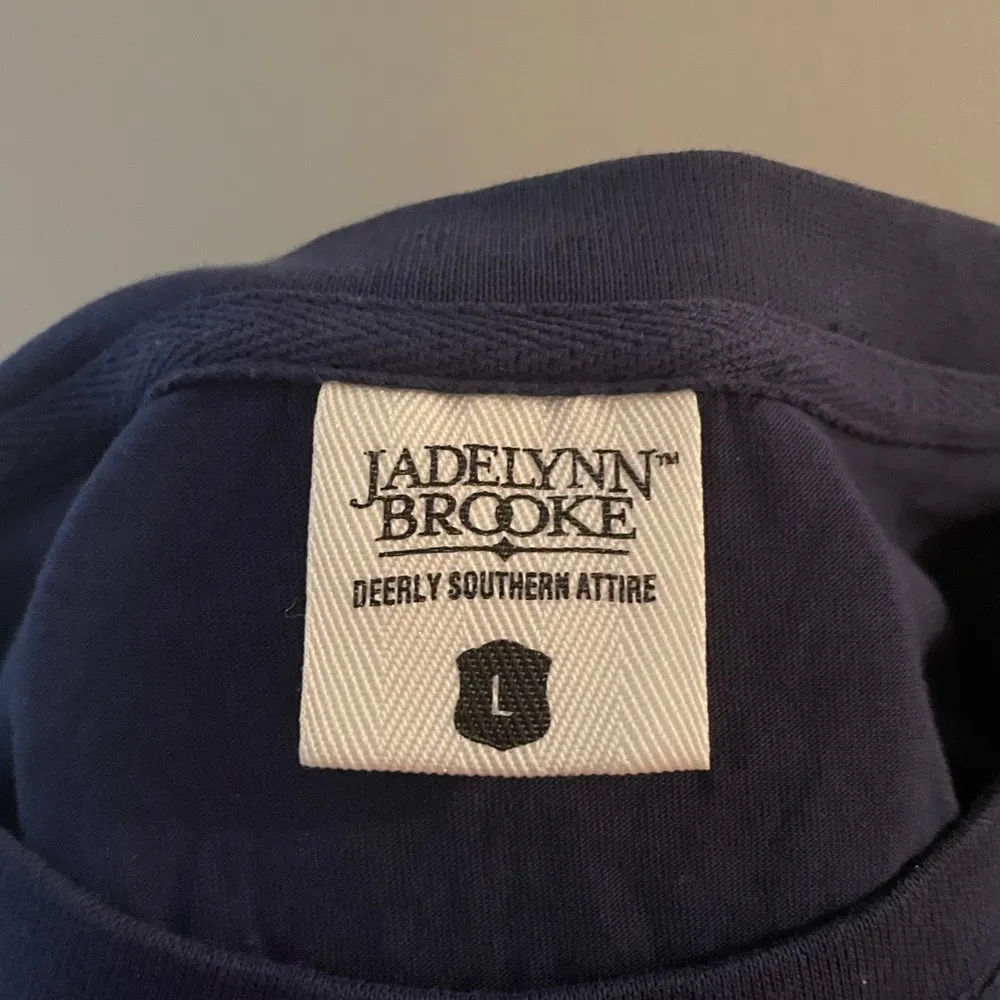 JADELYNN™
BROOKE
DEERLY SOUTHERN ATTIRE
L